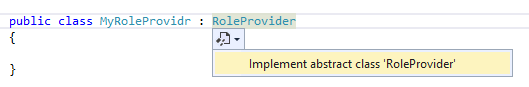 public class MyRoleProvidr : RoleProvider
{
Implement abstract class 'RoleProvider'
}